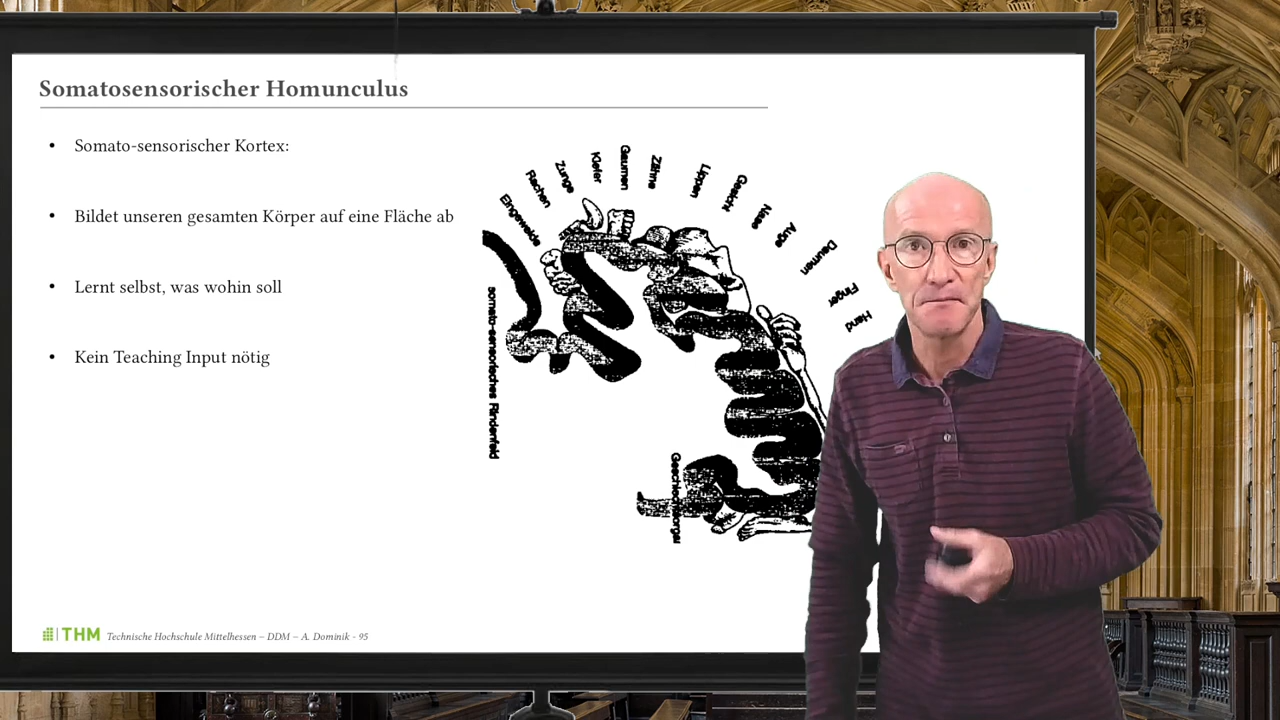 Somatosensorischer Homunculus
• Somato-sensorischer Kortex:
• Bildet unseren gesamten Körper auf eine Fläche ab
• Lernt selbst, was wohin soll
• Kein Teaching Input nötig
Eingeweide
Rachen
Zunge
Kiefer
Gaumen
Zähne
Lippen
Gesicht
Nase
Auge
Daumen
Finger
Hand
somato-sensorisches Rindenfeld
THM Technische Hochschule Mittelhessen – DDM – A. Dominik - 95